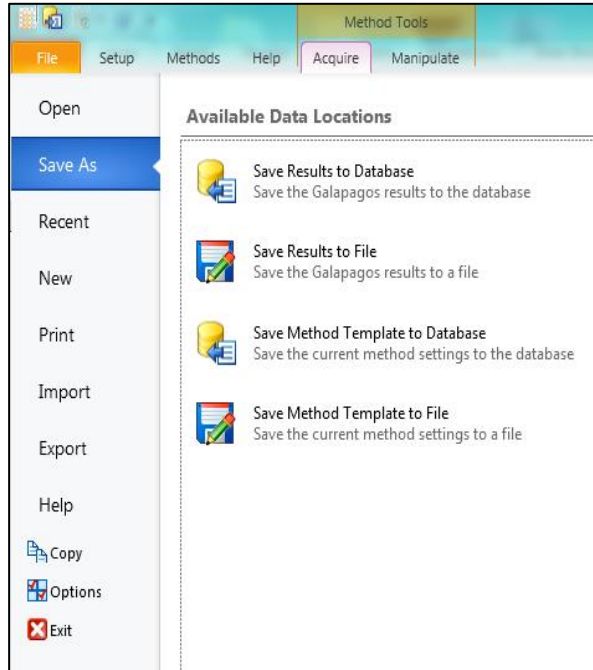 Method Tools
File Setup Methods Help Acquire Manipulate
Open
Save As
Recent
New
Print
Import
Export
Help
Copy
Options
Exit
Available Data Locations
Save Results to Database
Save the Galapagos results to the database
Save Results to File
Save the Galapagos results to a file
Save Method Template to Database
Save the current method settings to the database
Save Method Template to File
Save the current method settings to a file